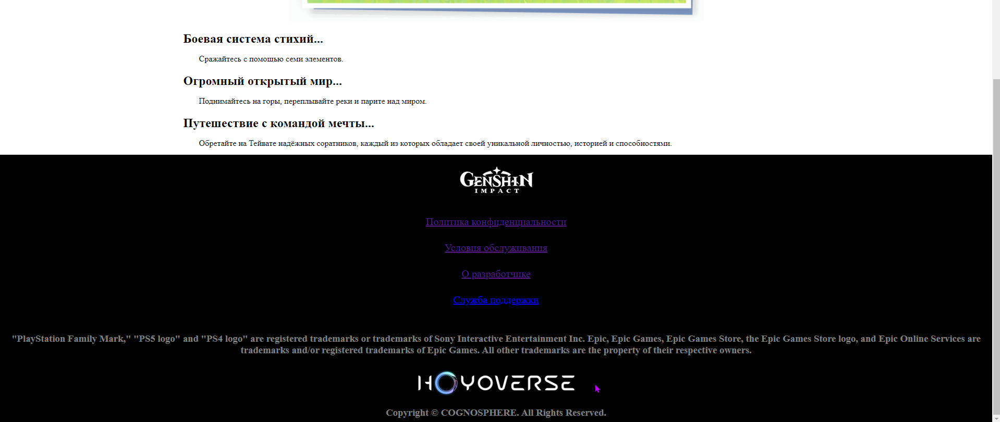 Боевая система стихий...
Сражайтесь с помощью семи элементов.
Огромный открытый мир...
Поднимайтесь на горы, переплывайте реки и парите над миром.
Путешествие с командой мечты...
Обретайте на Тейвате надёжных соратников, каждый из которых обладает своей уникальной личностью, историей и способностями.
GENSHIN
IMPACT
Политика конфиденциальности
Условия обслуживания
О разработчике
Служба поддержки
"PlayStation Family Mark," "PS5 logo" and "PS4 logo" are registered trademarks or trademarks of Sony Interactive Entertainment Inc. Epic, Epic Games, Epic Games Store, the Epic Games Store logo, and Epic Online Services are
trademarks and/or registered trademarks of Epic Games. All other trademarks are the property of their respective owners.
HOYOVERSE
Copyright © COGNOSPHERE. All Rights Reserved.